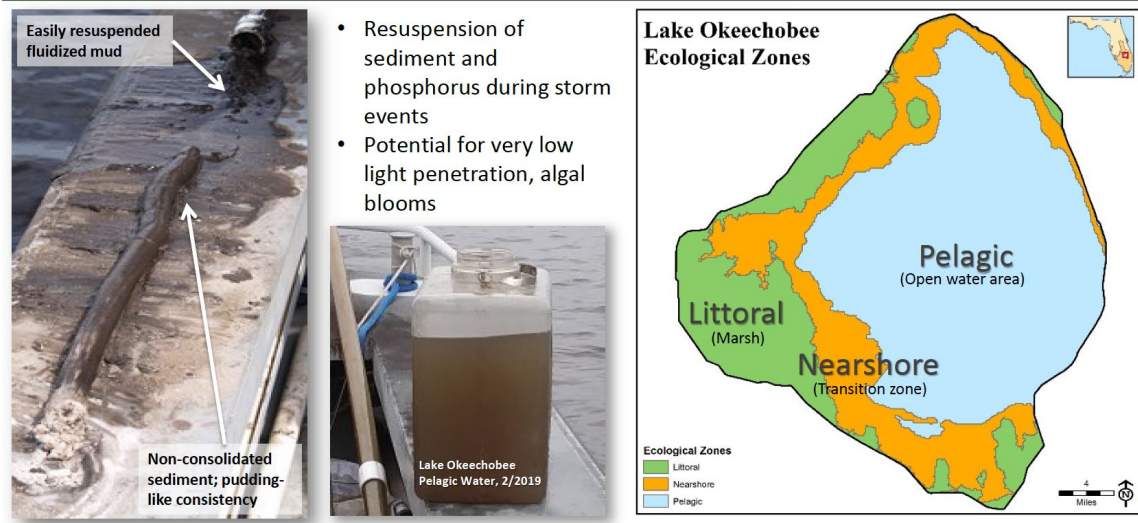 Easily resuspended
fluidized mud
Non-consolidated
sediment; pudding-
like consistency
• Resuspension of
sediment and
phosphorus during storm
events
• Potential for very low
light penetration, algal
blooms
Lake Okeechobee
Pelagic Water, 2/2019
Lake Okeechobee
Ecological Zones
Pelagic
(Open water area)
Littoral
(Marsh)
Nearshore
(Transition zone)
Ecological Zones
Littoral
Nearshore
Pelagic
4
Miles
N